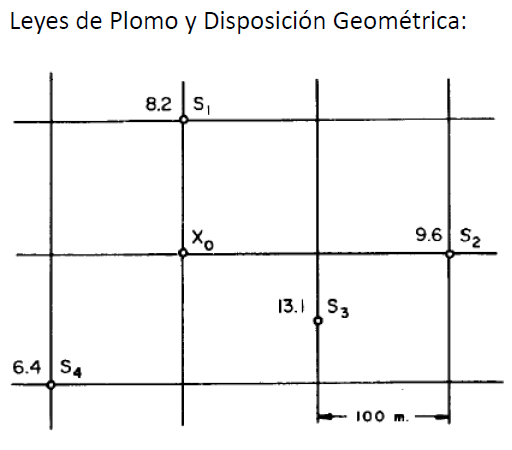 Leyes de Plomo y Disposición Geométrica:
8.2 S1
X0
9.6 S2
13.1 S3
6.4 S4
100 m.